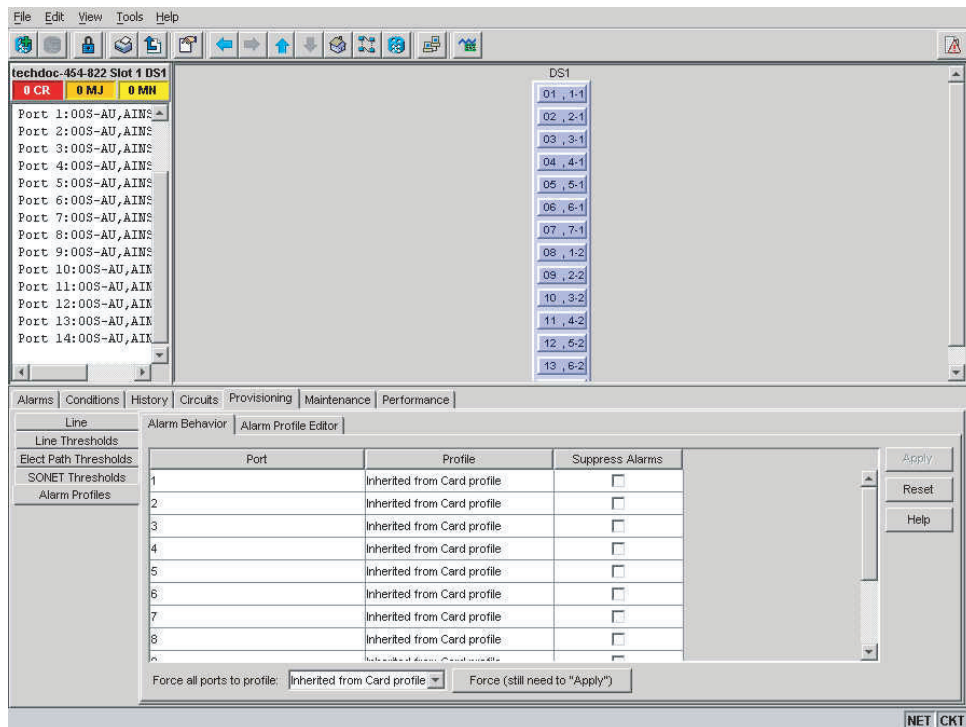 File Edit View Tools Help
techdoc-454-822 Slot 1 DS1
0 CR 0 MJ 0 MN
Port 1:OOS-AU,AINS
Port 2:OOS-AU,AINS
Port 3:OOS-AU,AINS
Port 4:OOS-AU,AINS
Port 5:OOS-AU,AINS
Port 6:OOS-AU,AINS
Port 7:OOS-AU,AINS
Port 8:OOS-AU,AINS
Port 9:OOS-AU,AINS
Port 10:OOS-AU,AIN
Port 11:OOS-AU,AIN
Port 12:OOS-AU,AIN
Port 13:OOS-AU,AIN
Port 14:OOS-AU,AIN
DS1
01 , 1-1
02 , 2-1
03 , 3-1
04 , 4-1
05 , 5-1
06 , 6-1
07 , 7-1
08 , 1-2
09 , 2-2
10 , 3-2
11 , 4-2
12 , 5-2
13 , 6-2
Alarms Conditions History Circuits Provisioning Maintenance Performance
Line
Line Thresholds
Elect Path Thresholds
SONET Thresholds
Alarm Profiles
Alarm Behavior Alarm Profile Editor
Port Profile Suppress Alarms
1 Inherited from Card profile
2 Inherited from Card profile
3 Inherited from Card profile
4 Inherited from Card profile
5 Inherited from Card profile
6 Inherited from Card profile
7 Inherited from Card profile
8 Inherited from Card profile
Apply
Reset
Help
Force all ports to profile: Inherited from Card profile Force (still need to "Apply")
NET CKT